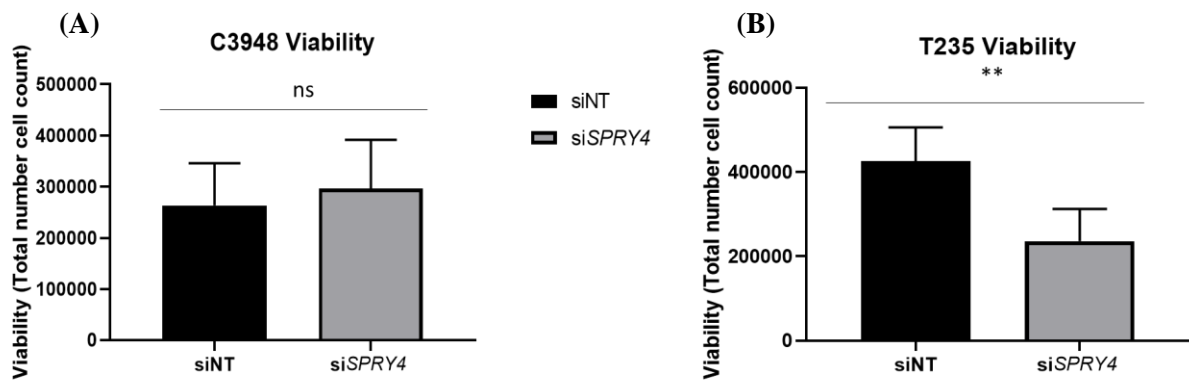 (A)
C3948 Viability
Viability (Total number cell count)
500000
400000
300000
200000
100000
0
ns
siNT
siSPRY4
siNT
siSPRY4
(B)
T235 Viability
**
Viability (Total number cell count)
600000
400000
200000
0
siNT
siSPRY4